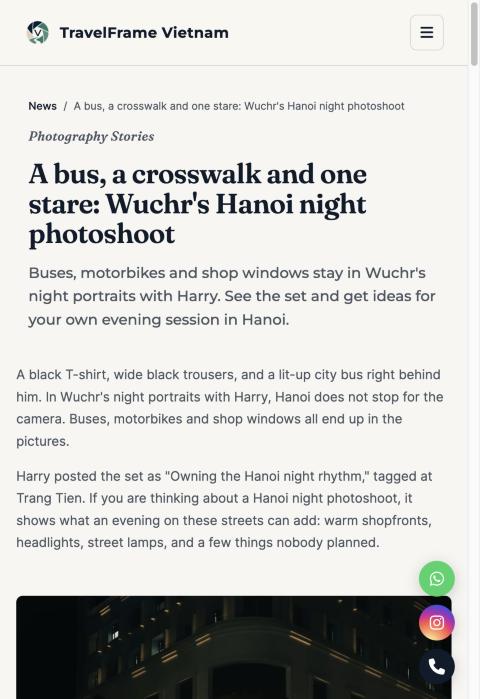 TravelFrame Vietnam
News / A bus, a crosswalk and one stare: Wuchr's Hanoi night photoshoot
Photography Stories
A bus, a crosswalk and one
stare: Wuchr's Hanoi night
photoshoot
Buses, motorbikes and shop windows stay in Wuchr's
night portraits with Harry. See the set and get ideas for
your own evening session in Hanoi.
A black T-shirt, wide black trousers, and a lit-up city bus right behind
him. In Wuchr's night portraits with Harry, Hanoi does not stop for the
camera. Buses, motorbikes and shop windows all end up in the
pictures.
Harry posted the set as "Owning the Hanoi night rhythm," tagged at
Trang Tien. If you are thinking about a Hanoi night photoshoot, it
shows what an evening on these streets can add: warm shopfronts,
headlights, street lamps, and a few things nobody planned.